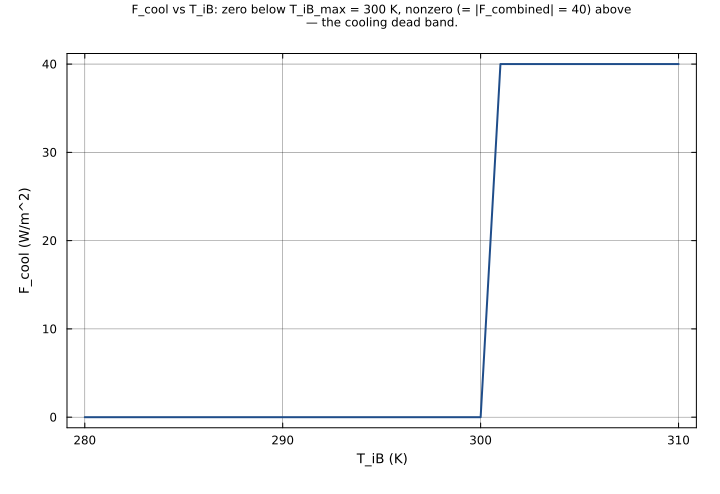 F_cool vs T_iB: zero below T_iB_max = 300 K, nonzero (= |F_combined| = 40) above
— the cooling dead band.
40
30
20
10
0
F_cool (W/m^2)
280
290
300
310
T_iB (K)